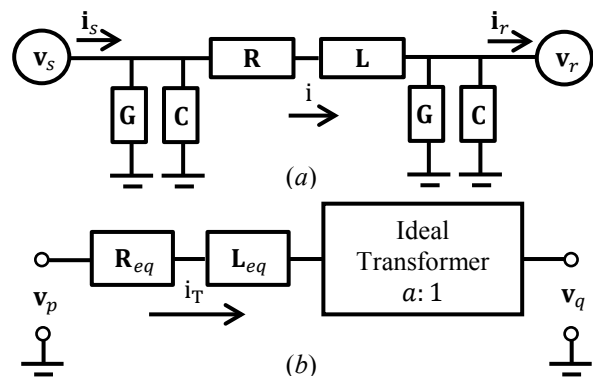 i_s i_r
v_s R L v_r
G C i G C
(a)
Ideal
Transformer
a: 1
R_eq L_eq
v_p i_T v_q
(b)